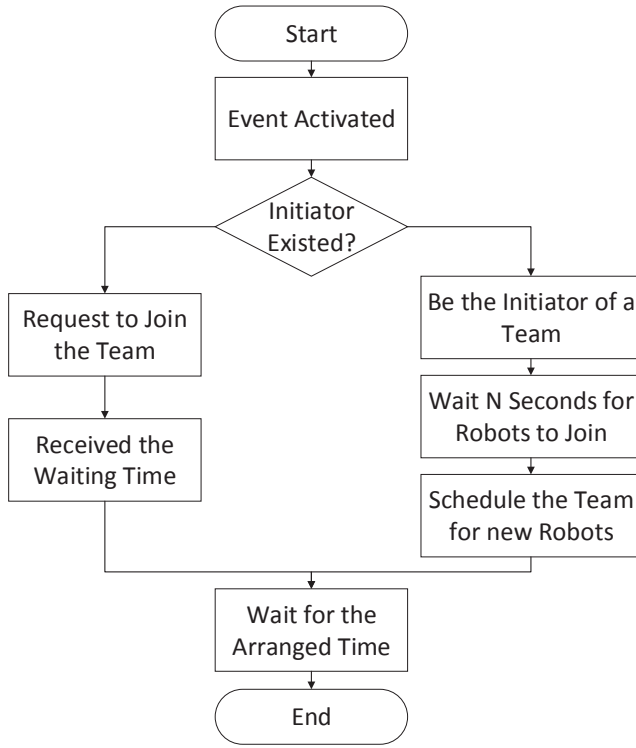 Start
Event Activated
Initiator
Existed?
Request to Join
the Team
Received the
Waiting Time
Be the Initiator of a
Team
Wait N Seconds for
Robots to Join
Schedule the Team
for new Robots
Wait for the
Arranged Time
End